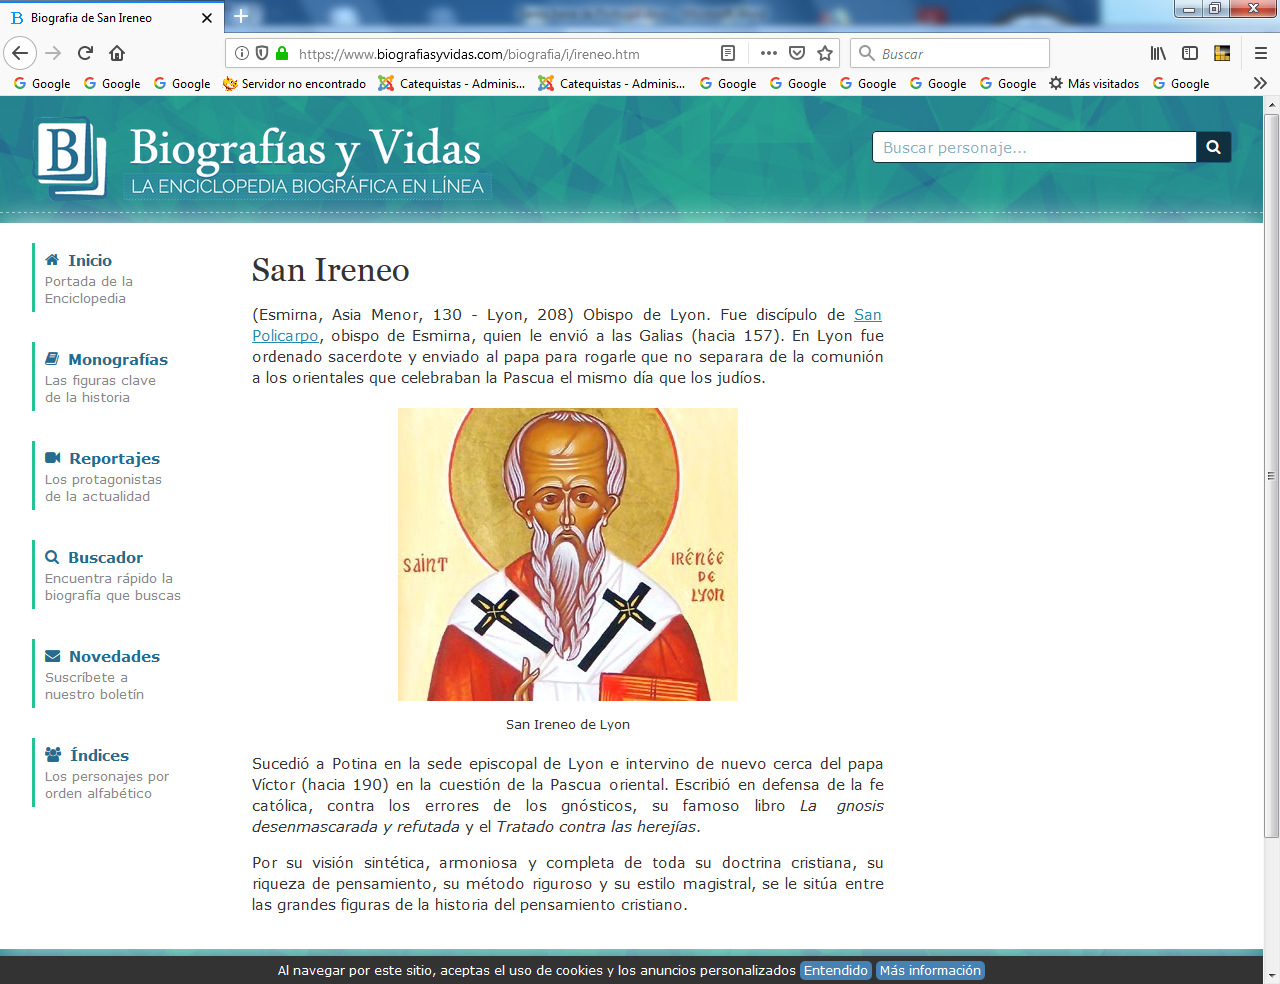 Biografia de San Ireneo
https://www.biografiasyvidas.com/biografia/i/ireneo.htm
Buscar
Google
Google
Google
Servidor no encontrado
Catequistas - Adminis...
Catequistas - Adminis...
Google
Google
Google
Google
Google
Más visitados
Google
B
Biografías y Vidas
LA ENCICLOPEDIA BIOGRÁFICA EN LÍNEA
Buscar personaje...
Inicio
Portada de la
Enciclopedia
Monografías
Las figuras clave
de la historia
Reportajes
Los protagonistas
de la actualidad
Buscador
Encuentra rápido la
biografía que buscas
Novedades
Suscríbete a
nuestro boletín
Índices
Los personajes por
orden alfabético
San Ireneo
(Esmirna, Asia Menor, 130 - Lyon, 208) Obispo de Lyon. Fue discípulo de San
Policarpo, obispo de Esmirna, quien le envió a las Galias (hacia 157). En Lyon fue
ordenado sacerdote y enviado al papa para rogarle que no separara de la comunión
a los orientales que celebraban la Pascua el mismo día que los judíos.
SAINT
IRÉNÉE
DE
LYON
San Ireneo de Lyon
Sucedió a Potina en la sede episcopal de Lyon e intervino de nuevo cerca del papa
Víctor (hacia 190) en la cuestión de la Pascua oriental. Escribió en defensa de la fe
católica, contra los errores de los gnósticos, su famoso libro La gnosis
desenmascarada y refutada y el Tratado contra las herejías.
Por su visión sintética, armoniosa y completa de toda su doctrina cristiana, su
riqueza de pensamiento, su método riguroso y su estilo magistral, se le sitúa entre
las grandes figuras de la historia del pensamiento cristiano.
Al navegar por este sitio, aceptas el uso de cookies y los anuncios personalizados Entendido Más información